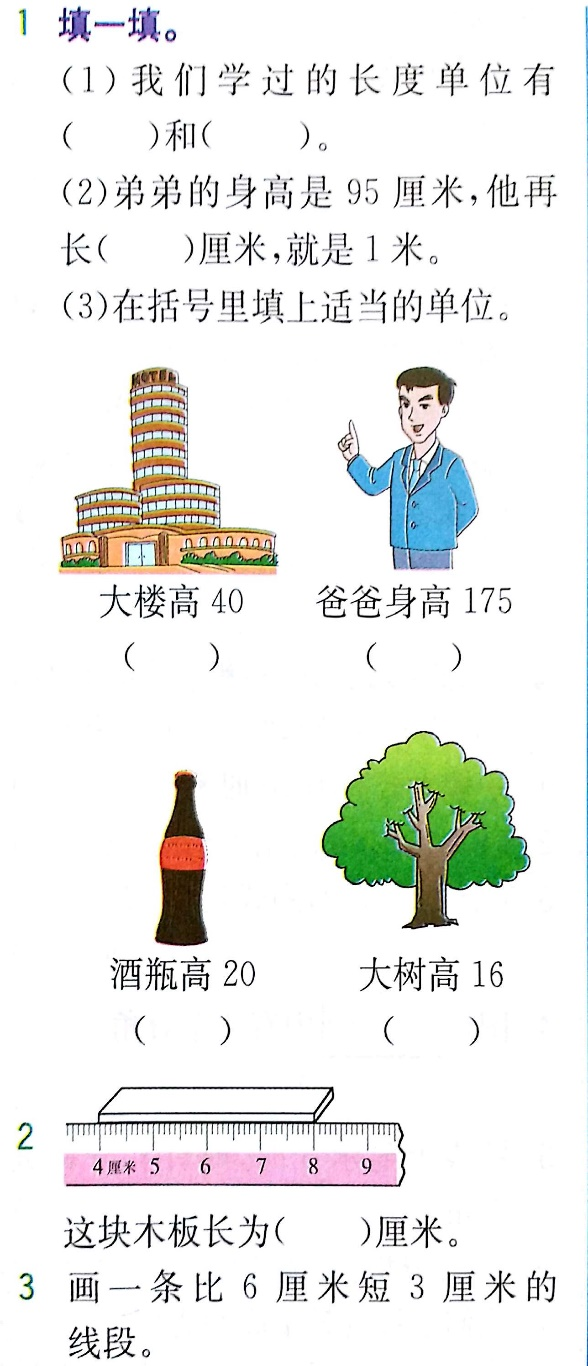 1 填一填。
(1)我们学过的长度单位有
(    )和(    )。
(2)弟弟的身高是 95 厘米,他再
长(    )厘米,就是 1 米。
(3)在括号里填上适当的单位。
HOTEL
大楼高 40 爸爸身高 175
(    ) (    )
酒瓶高 20 大树高 16
(    ) (    )
2
4厘米 5 6 7 8 9
这块木板长为(    )厘米。
3 画一条比 6 厘米短 3 厘米的
线段。